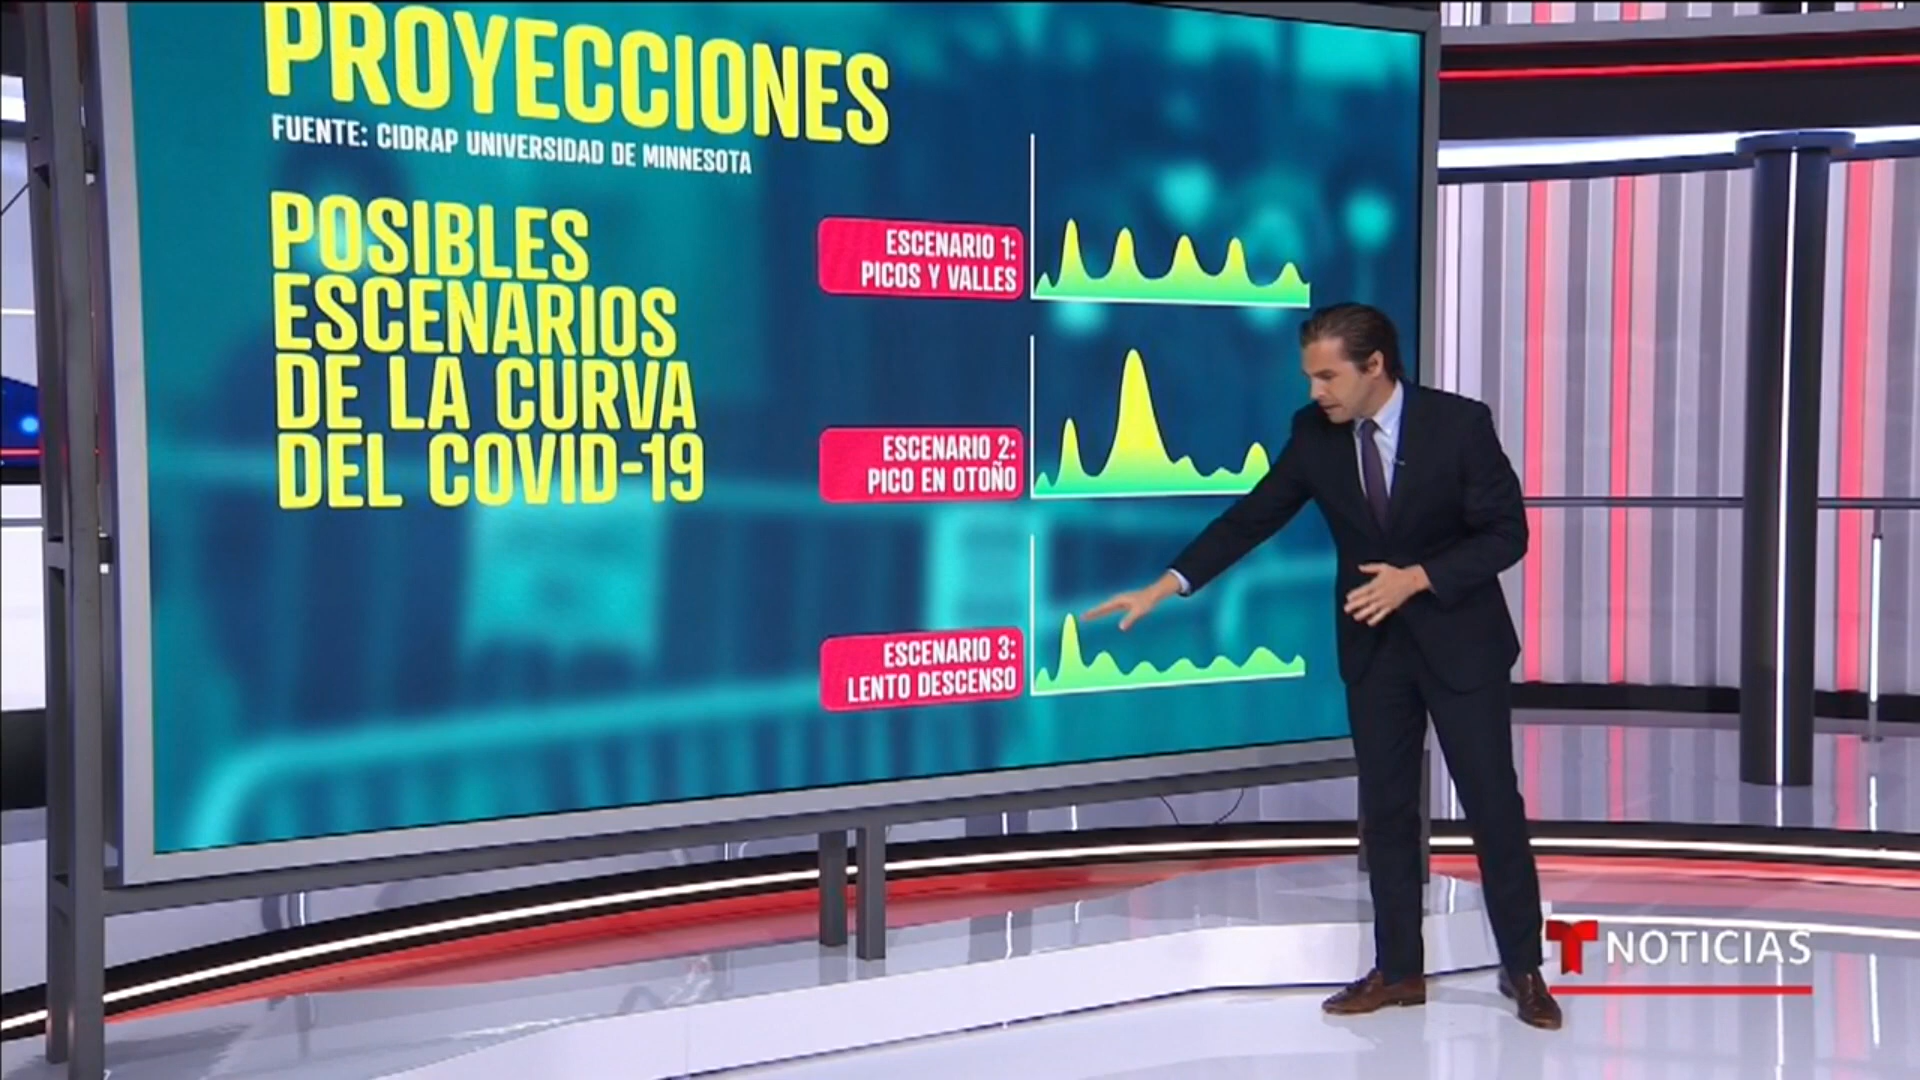 PROYECCIONES
FUENTE: CIDRAP UNIVERSIDAD DE MINNESOTA
POSIBLES
ESCENARIOS
DE LA CURVA
DEL COVID-19
ESCENARIO 1:
PICOS Y VALLES
ESCENARIO 2:
PICO EN OTOÑO
ESCENARIO 3:
LENTO DESCENSO
NOTICIAS